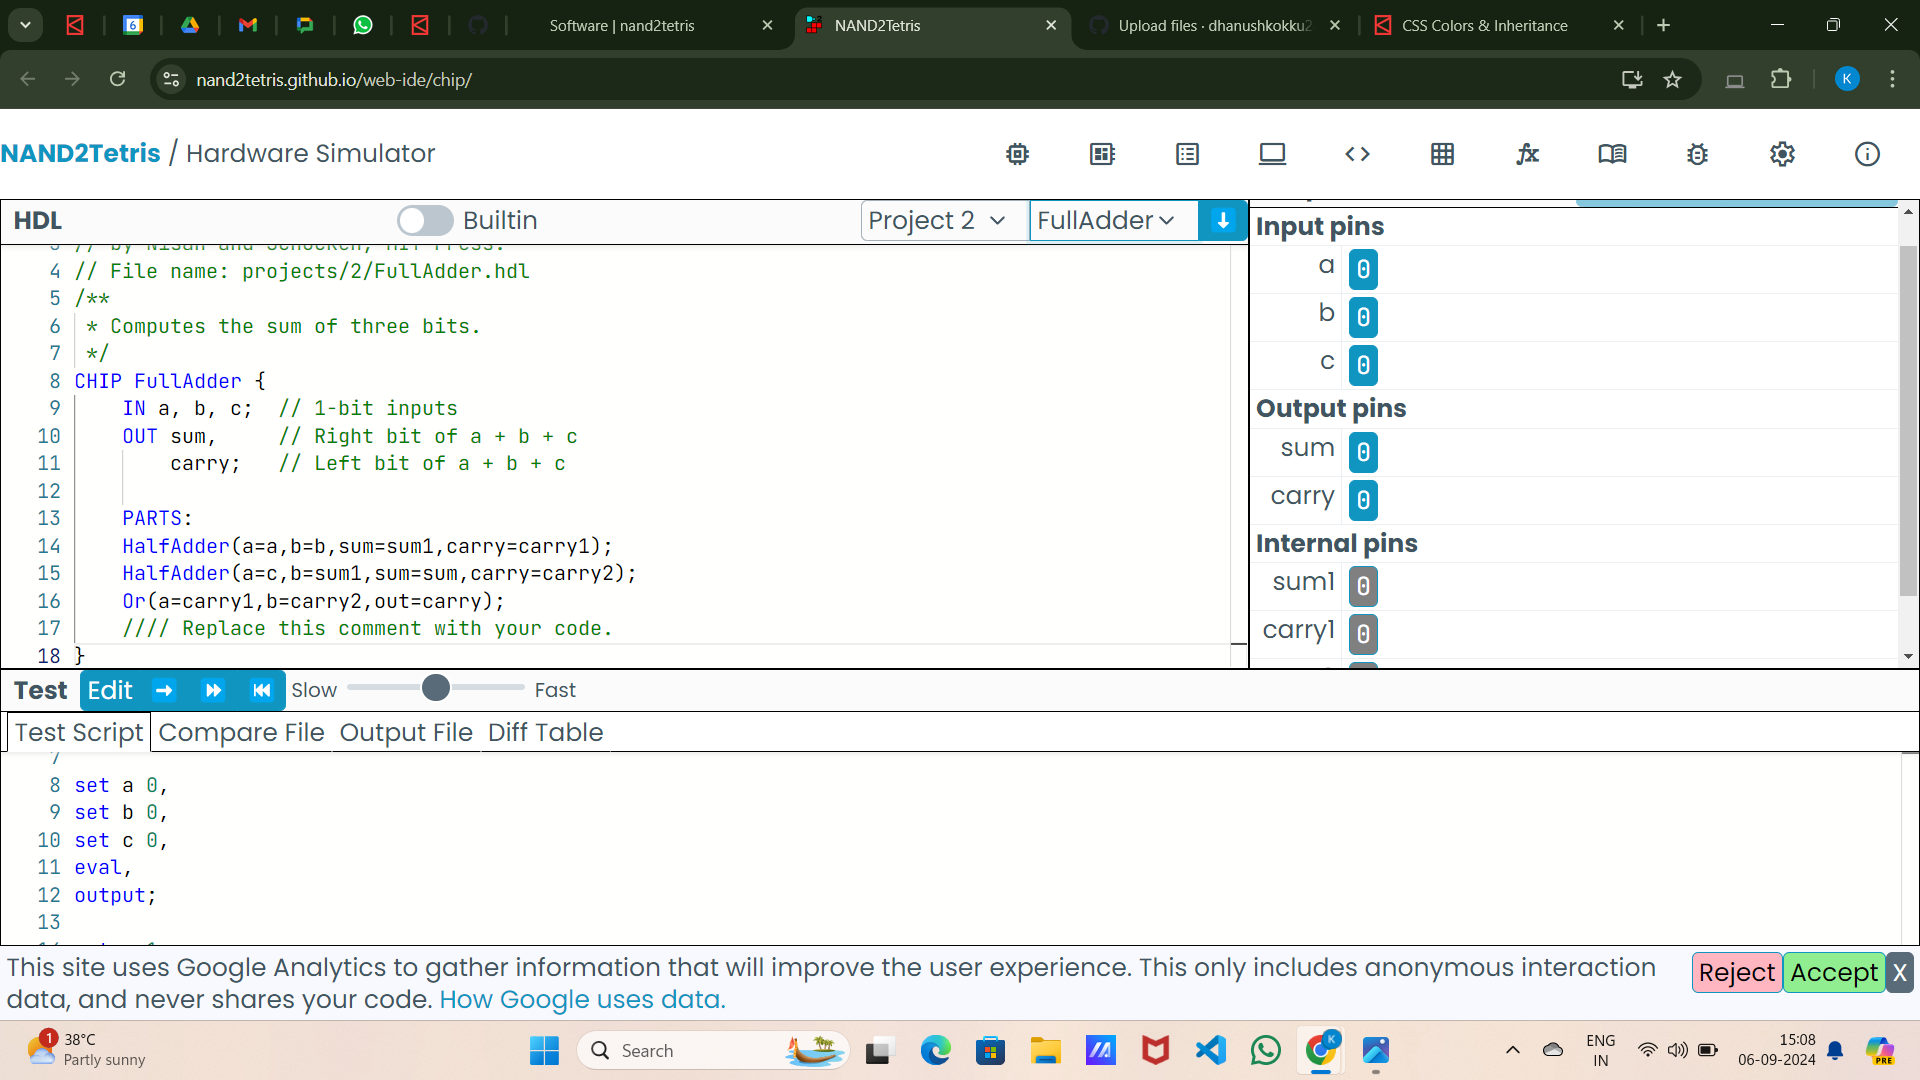 Software | nand2tetris
NAND2Tetris
Upload files · dhanushkokku2
CSS Colors & Inheritance
nand2tetris.github.io/web-ide/chip/
K
NAND2Tetris / Hardware Simulator
HDL
Builtin
Project 2
FullAdder
4 // File name: projects/2/FullAdder.hdl
5 /**
6 * Computes the sum of three bits.
7 */
8 CHIP FullAdder {
9 IN a, b, c; // 1-bit inputs
10 OUT sum, // Right bit of a + b + c
11 carry; // Left bit of a + b + c
12
13 PARTS:
14 HalfAdder(a=a,b=b,sum=sum1,carry=carry1);
15 HalfAdder(a=c,b=sum1,sum=sum,carry=carry2);
16 Or(a=carry1,b=carry2,out=carry);
17 //// Replace this comment with your code.
18 }
Input pins
a 0
b 0
c 0
Output pins
sum 0
carry 0
Internal pins
sum1 0
carry1 0
Test Edit Slow Fast
Test Script Compare File Output File Diff Table
7
8 set a 0,
9 set b 0,
10 set c 0,
11 eval,
12 output;
13
This site uses Google Analytics to gather information that will improve the user experience. This only includes anonymous interaction
data, and never shares your code. How Google uses data.
Reject Accept X
1
38°C
Partly sunny
Search
K
ENG
IN
15:08
06-09-2024
PRE